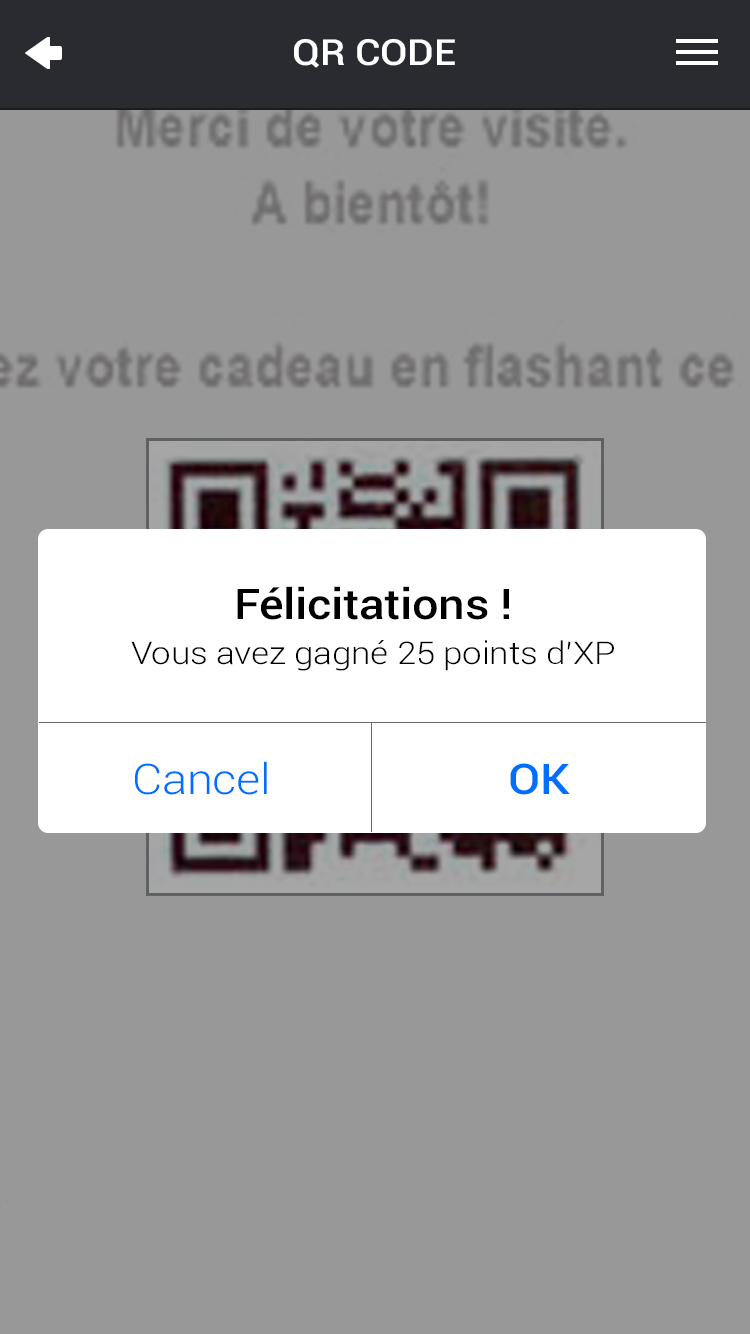 QR CODE
Merci de votre visite.
A bientôt!
ez votre cadeau en flashant ce
Félicitations !
Vous avez gagné 25 points d'XP
Cancel
OK